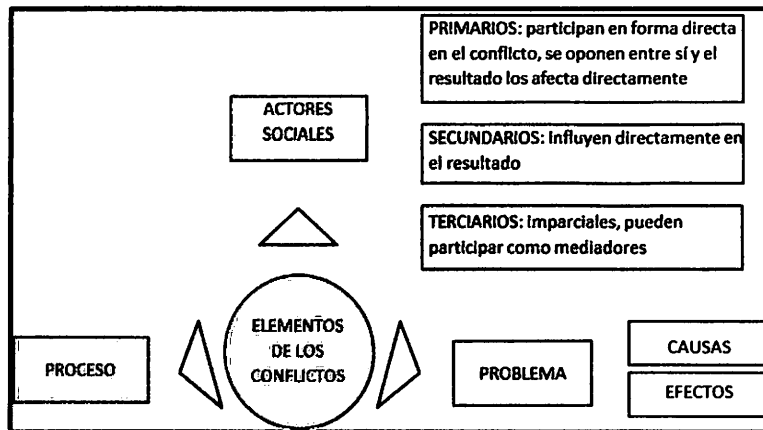 PRIMARIOS: participan en forma directa
en el conflicto, se oponen entre sí y el
resultado los afecta directamente
ACTORES
SOCIALES
SECUNDARIOS: Influyen directamente en
el resultado
TERCIARIOS: Imparciales, pueden
participar como mediadores
ELEMENTOS
DE LOS
CONFLICTOS
PROCESO
PROBLEMA
CAUSAS
EFECTOS